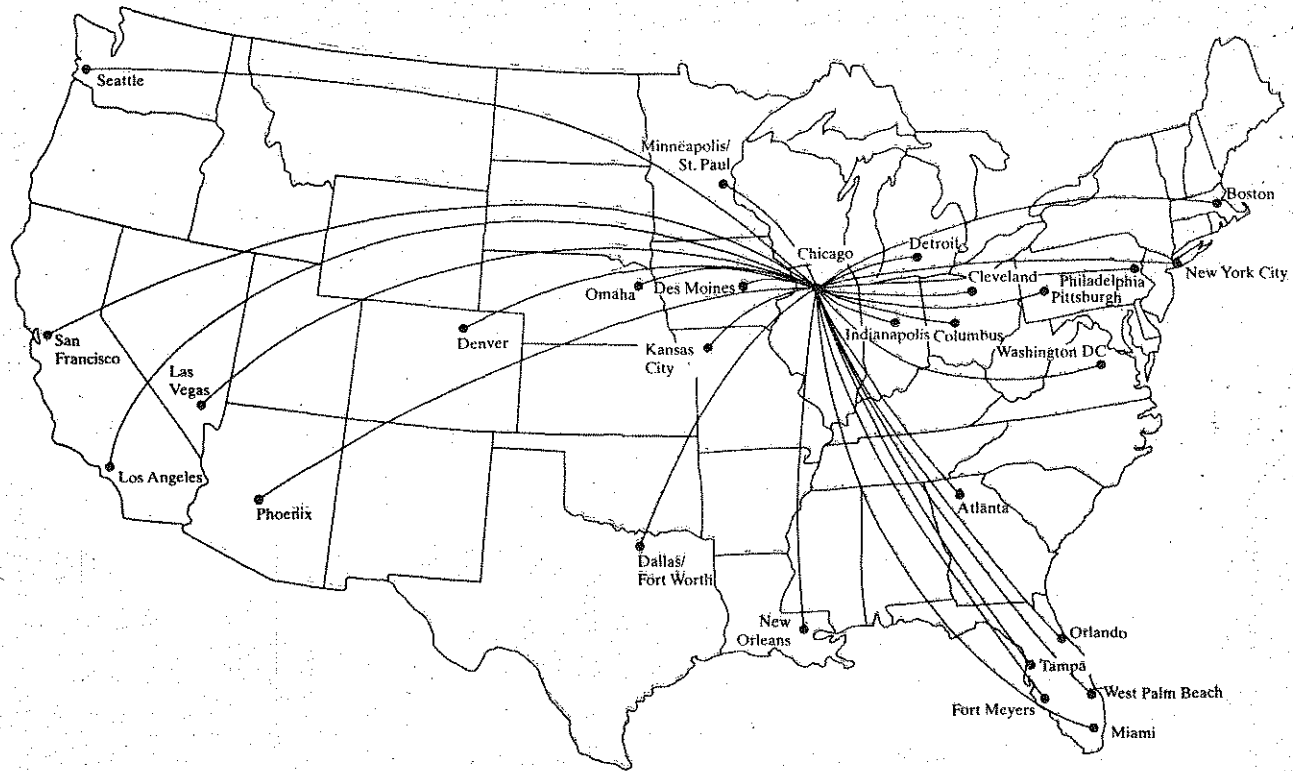 Seattle
Minneapolis/
St. Paul
Boston
Detroit
Chicago
New York City
Cleveland
Philadelphia
Pittsburgh
Omaha
Des Moines
Indianapolis
Columbus
San
Francisco
Denver
Kansas
City
Washington DC
Las
Vegas
Los Angeles
Phoenix
Atlanta
Dallas/
Fort Worth
New
Orleans
Orlando
Tampa
West Palm Beach
Fort Meyers
Miami